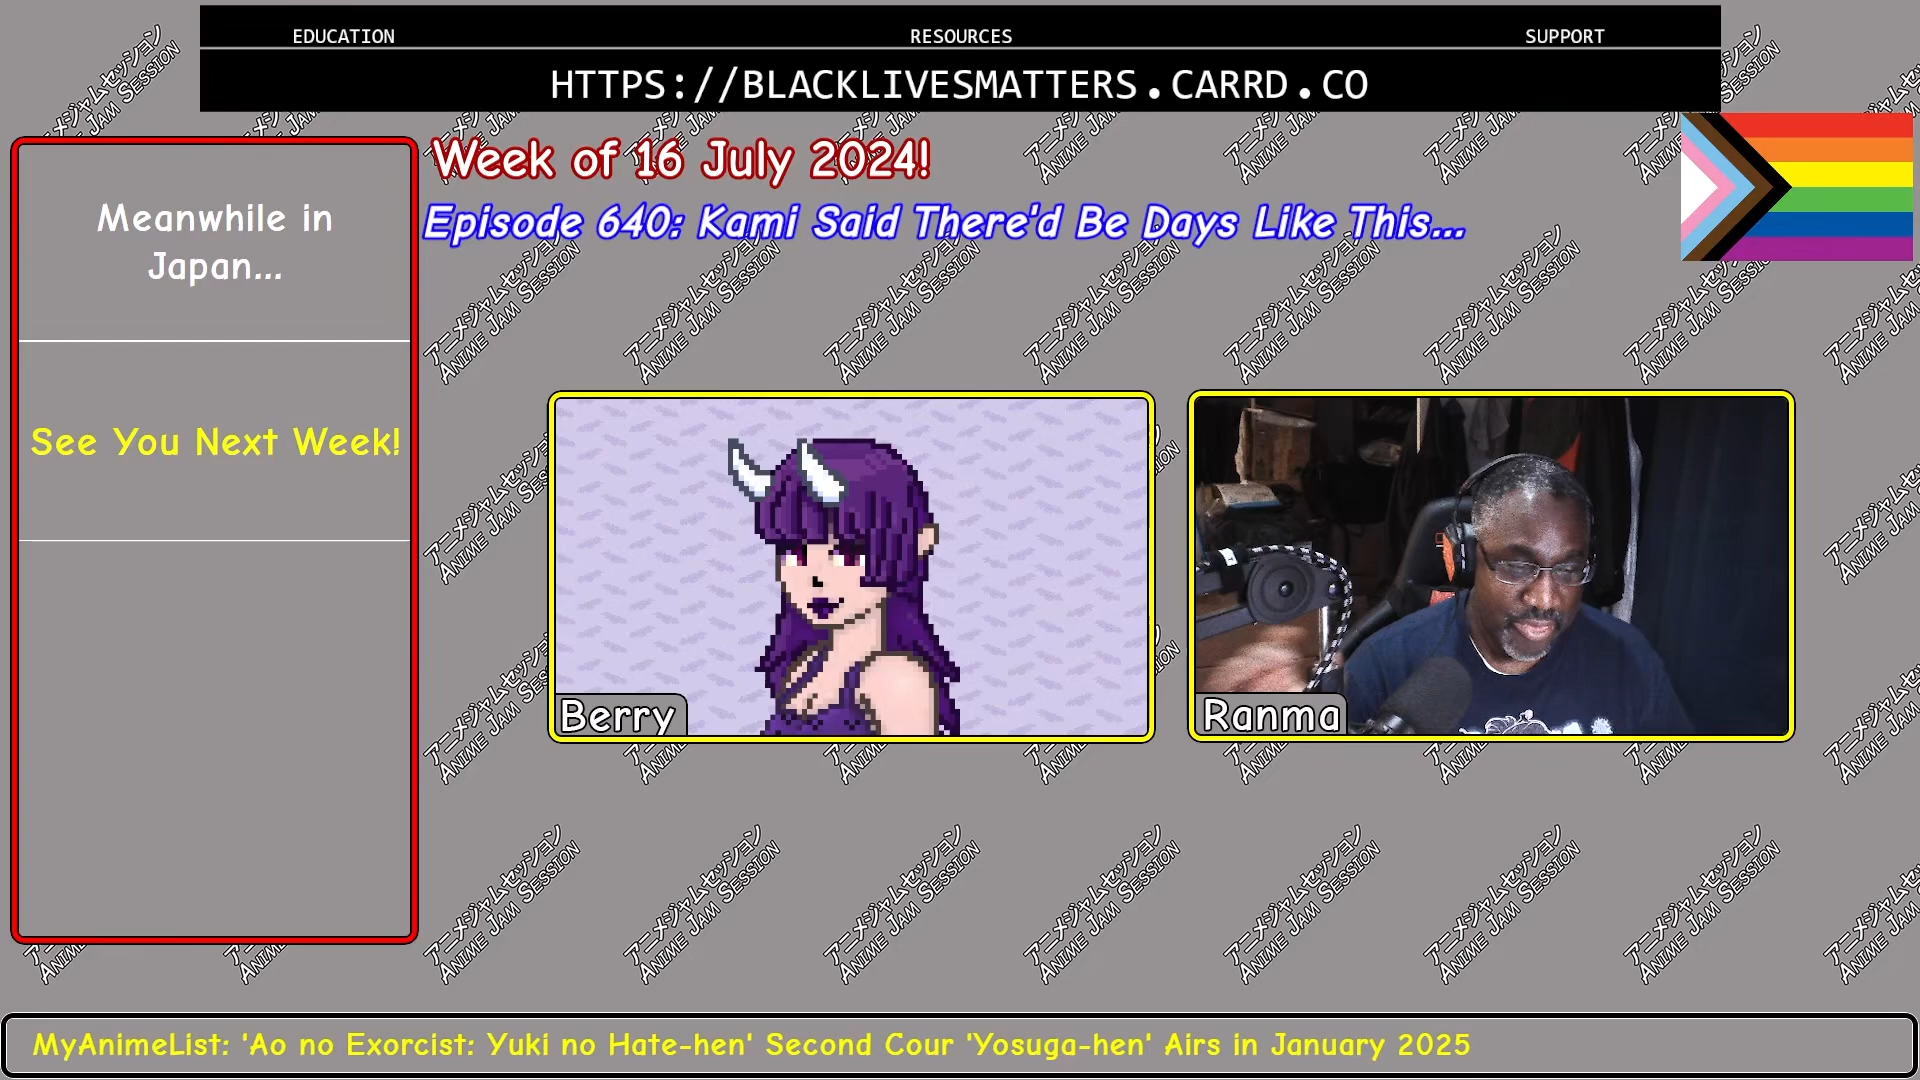 EDUCATION
RESOURCES
SUPPORT
HTTPS://BLACKLIVESMATTERS.CARRD.CO
Week of 16 July 2024!
Episode 640: Kami Said There'd Be Days Like This...
Meanwhile in
Japan...
See You Next Week!
Berry
Ranma
アニメジャムセッション
ANIME JAM SESSION
MyAnimeList: 'Ao no Exorcist: Yuki no Hate-hen' Second Cour 'Yosuga-hen' Airs in January 2025